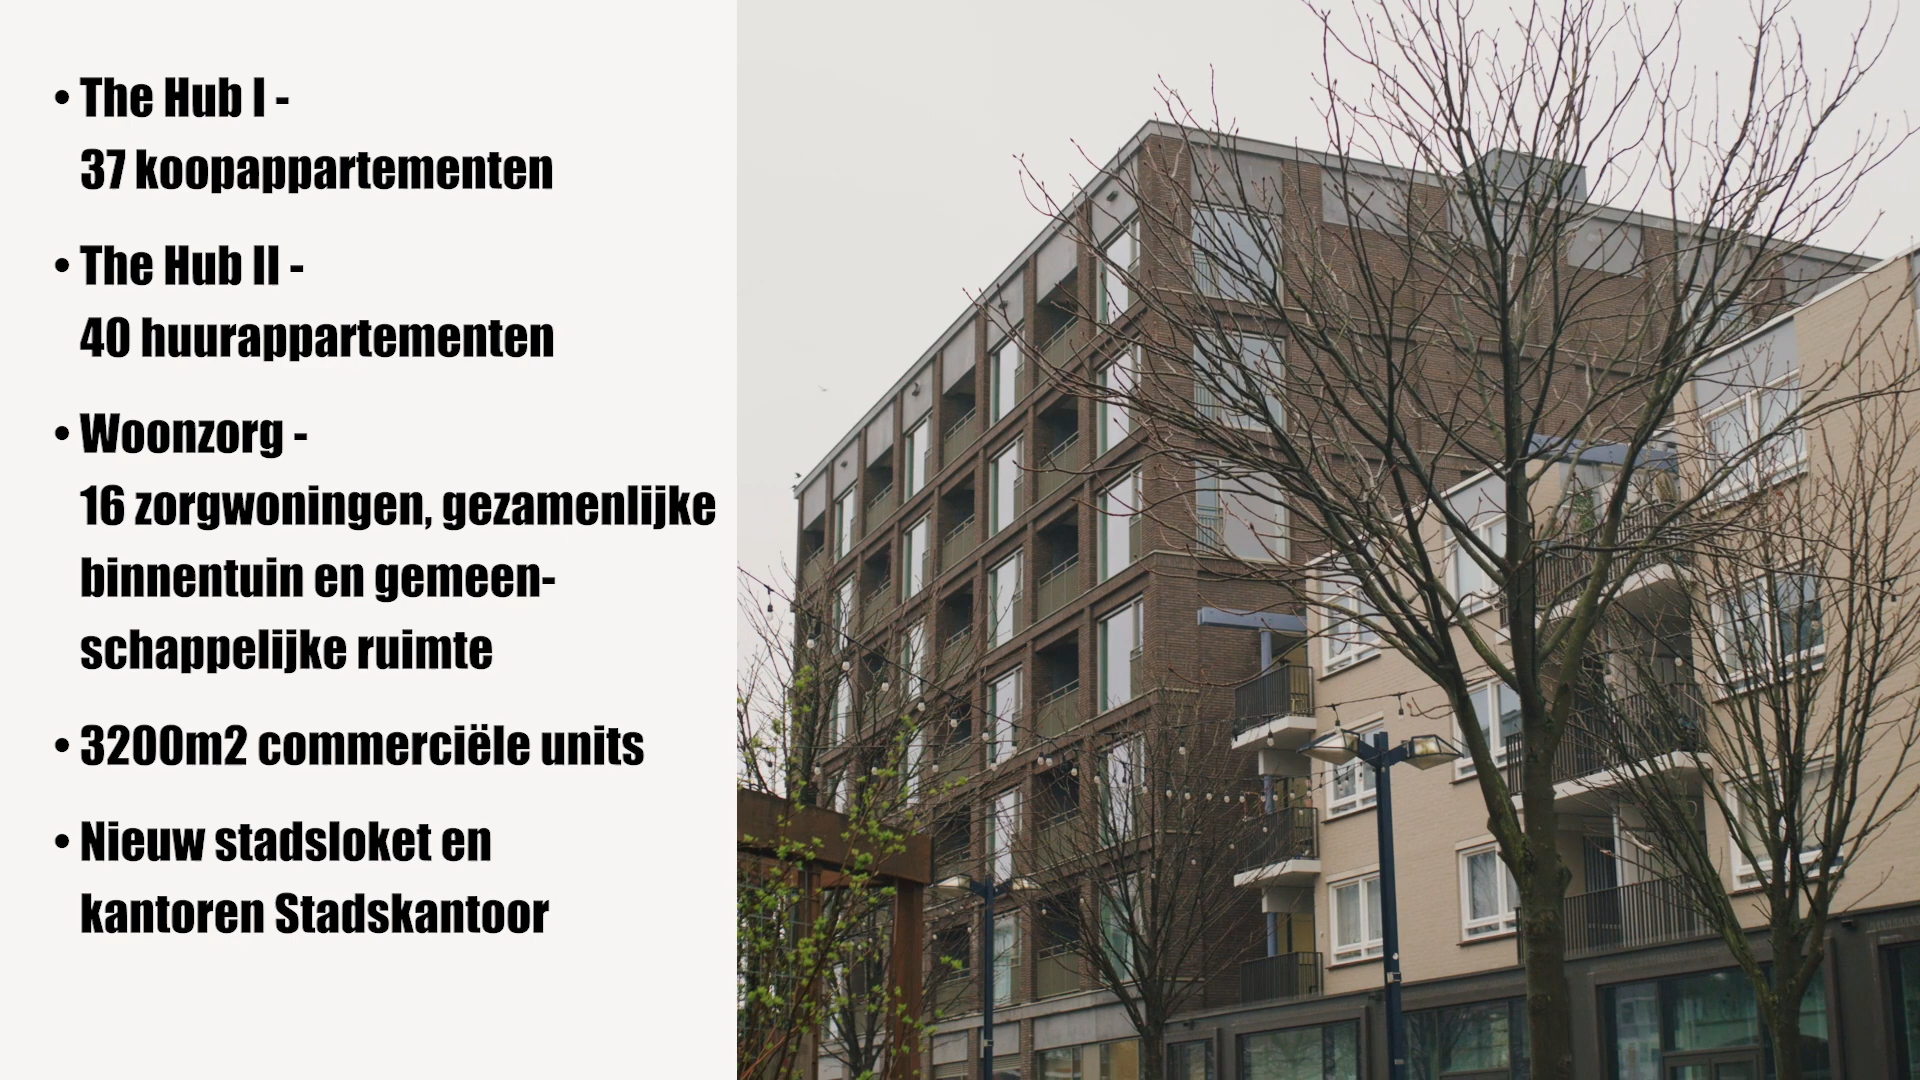 • The Hub I -
37 koopappartementen
• The Hub II -
40 huurappartementen
• Woonzorg -
16 zorgwoningen, gezamenlijke
binnentuin en gemeen-
schappelijke ruimte
• 3200m2 commerciële units
• Nieuw stadsloket en
kantoren Stadskantoor